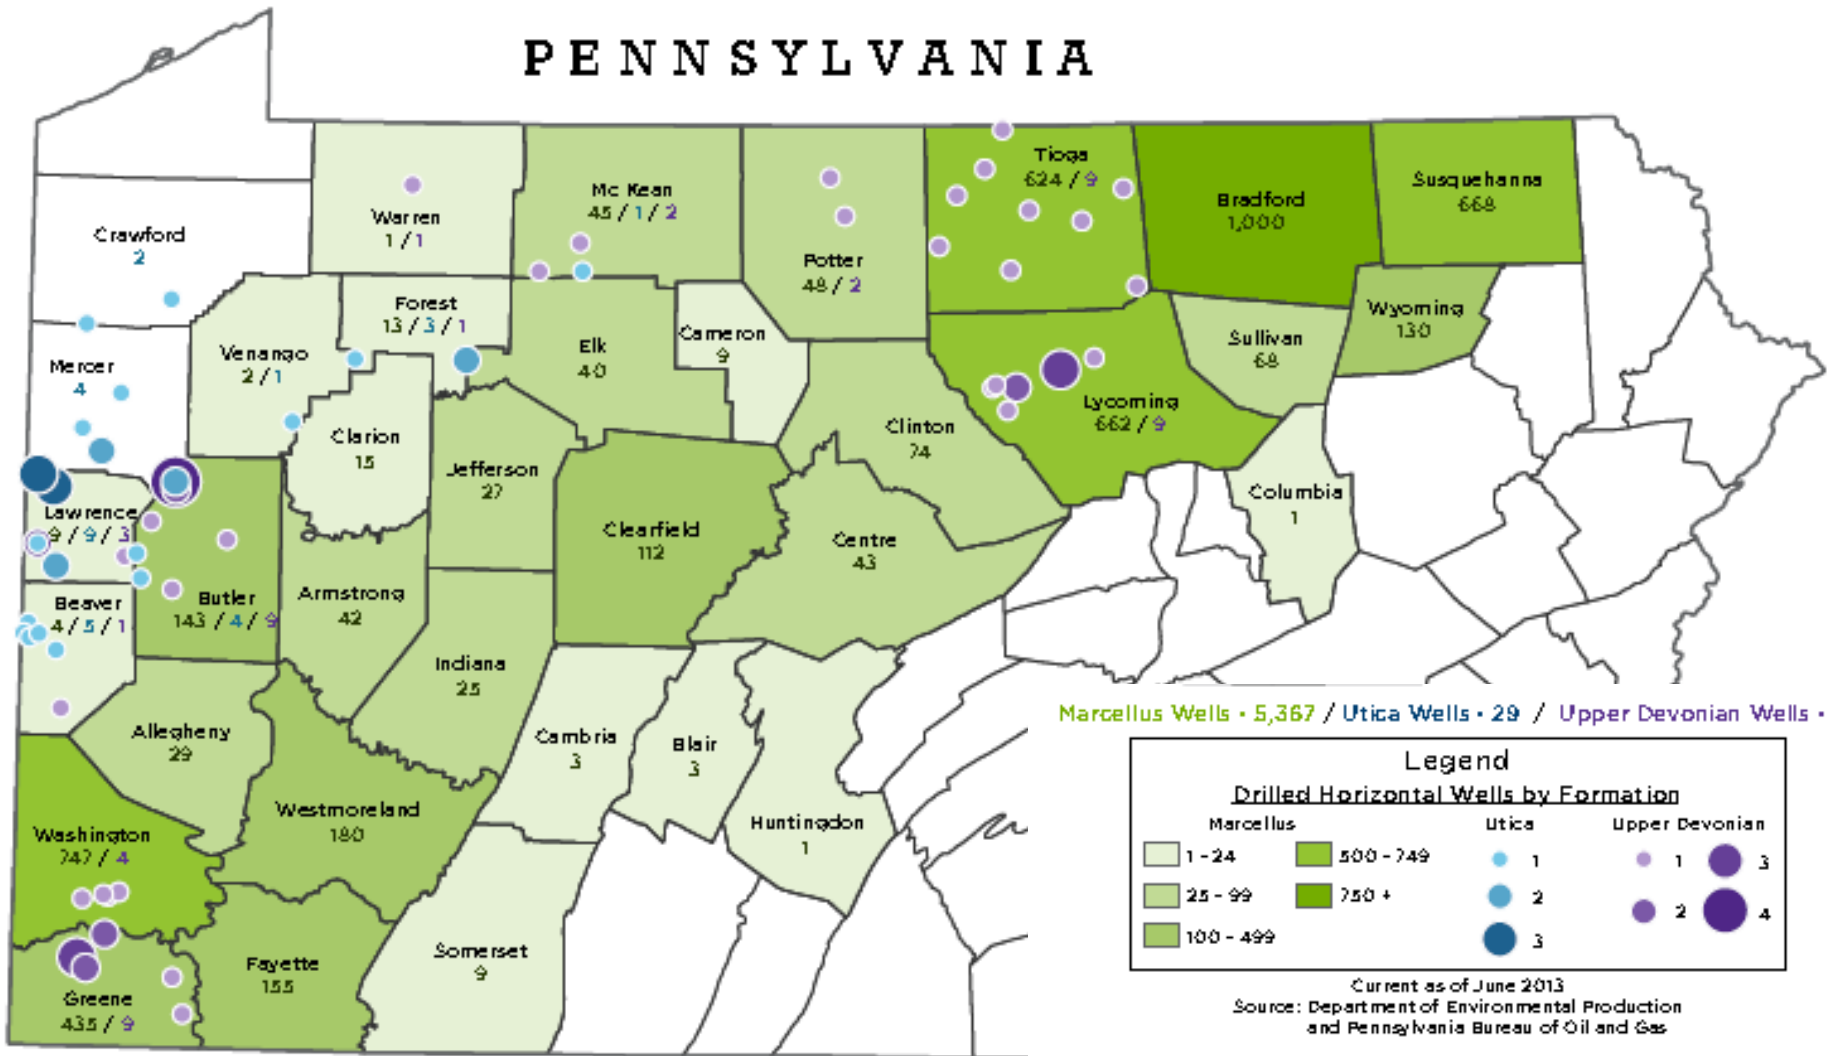 PENNSYLVANIA
Tioga
624 / 9
Bradford
1,000
Susquehanna
668
Mc Kean
45 / 1 / 2
Warren
1 / 1
Crawford
2
Potter
48 / 2
Forest
13 / 3 / 1
Wyoming
130
Cameron
9
Sullivan
68
Elk
40
Venango
2 / 1
Mercer
4
Lycoming
662 / 9
Clinton
74
Clarion
15
Jefferson
27
Columbia
1
Lawrence
9 / 9 / 3
Clearfield
112
Centre
43
Armstrong
42
Butler
143 / 4 / 9
Beaver
4 / 5 / 1
Indiana
25
Allegheny
29
Cambria
3
Blair
3
Westmoreland
180
Huntingdon
1
Washington
747 / 4
Somerset
9
Fayette
155
Greene
435 / 9
Marcellus Wells • 5,367 / Utica Wells • 29 / Upper Devonian Wells •
Legend
Drilled Horizontal Wells by Formation
Marcellus Utica Upper Devonian
1 - 24 500 - 749 1 1 3
25 - 99 750 + 2 2 4
100 - 499 3
Current as of June 2013
Source: Department of Environmental Production
and Pennsylvania Bureau of Oil and Gas